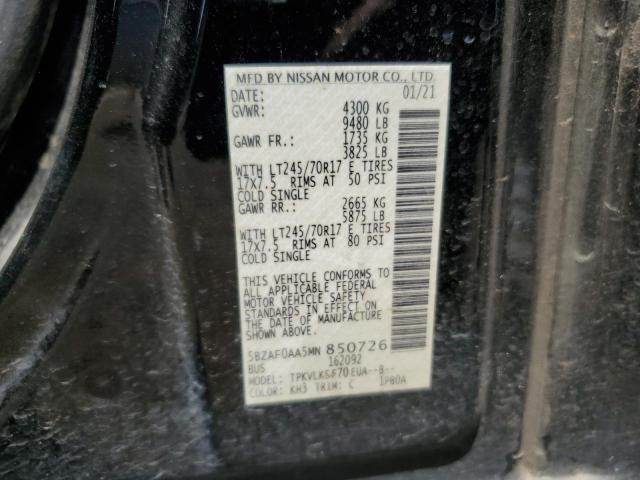 MFD BY NISSAN MOTOR CO., LTD.
DATE: 01/21
GVWR: 4300 KG
9480 LB
GAWR FR.: 1735 KG
3825 LB
WITH LT245/70R17 E TIRES
17X7.5 RIMS AT 50 PSI
COLD SINGLE
GAWR RR.: 2665 KG
5875 LB
WITH LT245/70R17 E TIRES
17X7.5 RIMS AT 80 PSI
COLD SINGLE
THIS VEHICLE CONFORMS TO
ALL APPLICABLE FEDERAL
MOTOR VEHICLE SAFETY
STANDARDS IN EFFECT ON
THE DATE OF MANUFACTURE
SHOWN ABOVE.
5BZAF0AA5MN 850726
BUS 162092
MODEL: EUA--B--
COLOR: KH3 TRIM: C 1PB0A